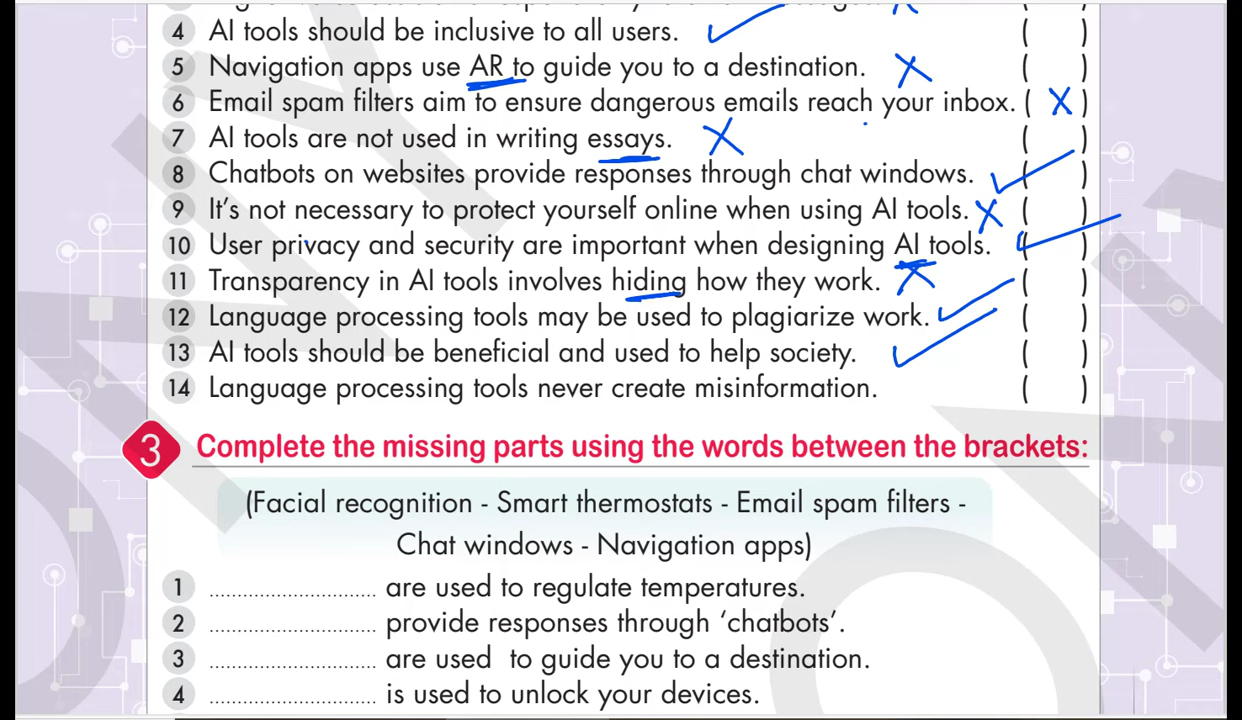 4 AI tools should be inclusive to all users. ✓ ( )
5 Navigation apps use AR to guide you to a destination. X ( )
6 Email spam filters aim to ensure dangerous emails reach your inbox. ( X )
7 AI tools are not used in writing essays. X ( )
8 Chatbots on websites provide responses through chat windows. ✓ ( )
9 It's not necessary to protect yourself online when using AI tools. X ( )
10 User privacy and security are important when designing AI tools. ✓ ( )
11 Transparency in AI tools involves hiding how they work. X ( )
12 Language processing tools may be used to plagiarize work. ✓ ( )
13 AI tools should be beneficial and used to help society. ✓ ( )
14 Language processing tools never create misinformation. ( )
3 Complete the missing parts using the words between the brackets:
(Facial recognition - Smart thermostats - Email spam filters -
Chat windows - Navigation apps)
1 ............................ are used to regulate temperatures.
2 ............................ provide responses through ‘chatbots’.
3 ............................ are used to guide you to a destination.
4 ............................ is used to unlock your devices.